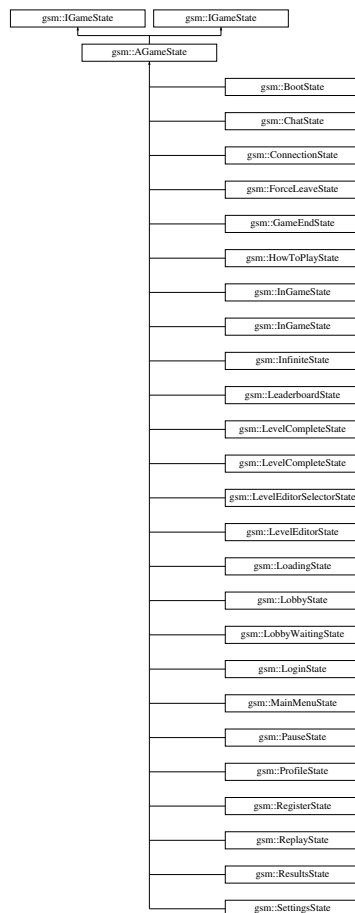 gsm::IGameState
gsm::IGameState
gsm::AGameState
gsm::BootState
gsm::ChatState
gsm::ConnectionState
gsm::ForceLeaveState
gsm::GameEndState
gsm::HowToPlayState
gsm::InGameState
gsm::InGameState
gsm::InfiniteState
gsm::LeaderboardState
gsm::LevelCompleteState
gsm::LevelCompleteState
gsm::LevelEditorSelectorState
gsm::LevelEditorState
gsm::LoadingState
gsm::LobbyState
gsm::LobbyWaitingState
gsm::LoginState
gsm::MainMenuState
gsm::PauseState
gsm::ProfileState
gsm::RegisterState
gsm::ReplayState
gsm::ResultsState
gsm::SettingsState